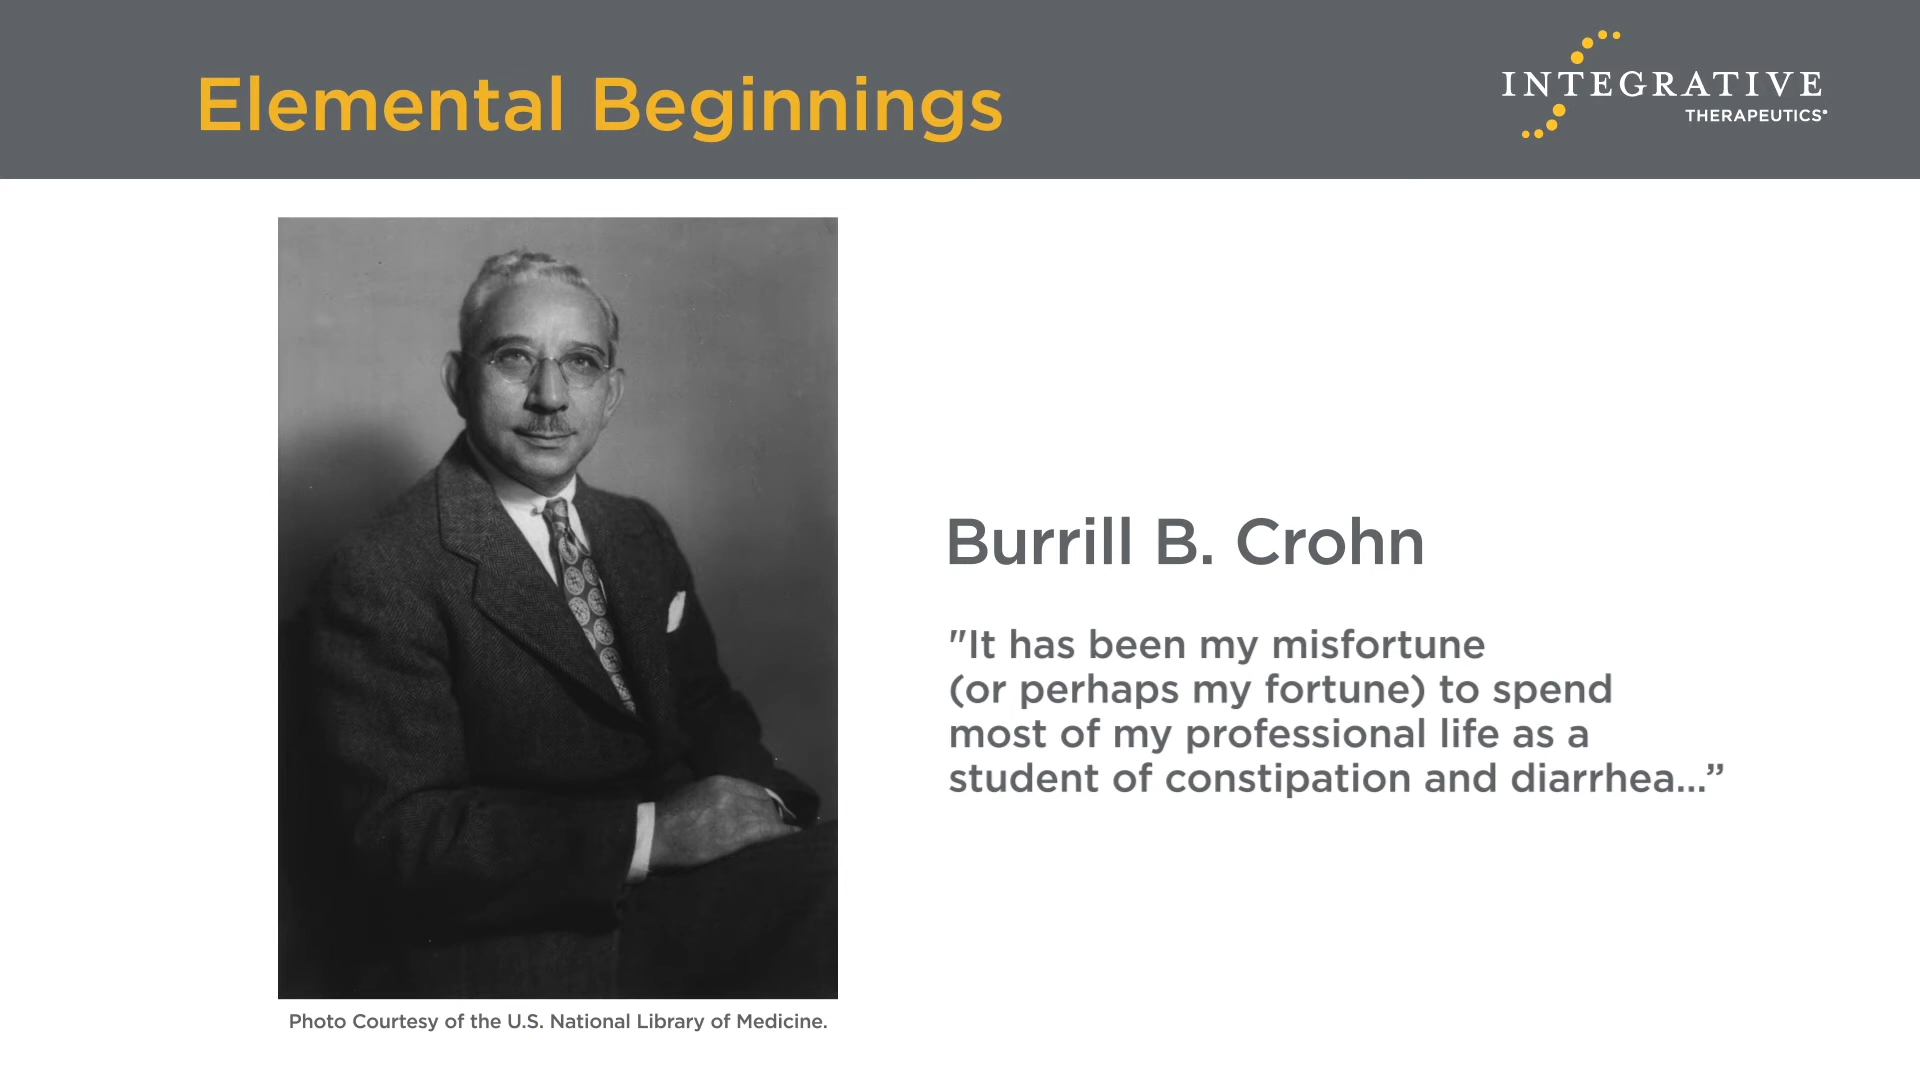 Elemental Beginnings
INTEGRATIVE
THERAPEUTICS®
Burrill B. Crohn
"It has been my misfortune
(or perhaps my fortune) to spend
most of my professional life as a
student of constipation and diarrhea...”
Photo Courtesy of the U.S. National Library of Medicine.